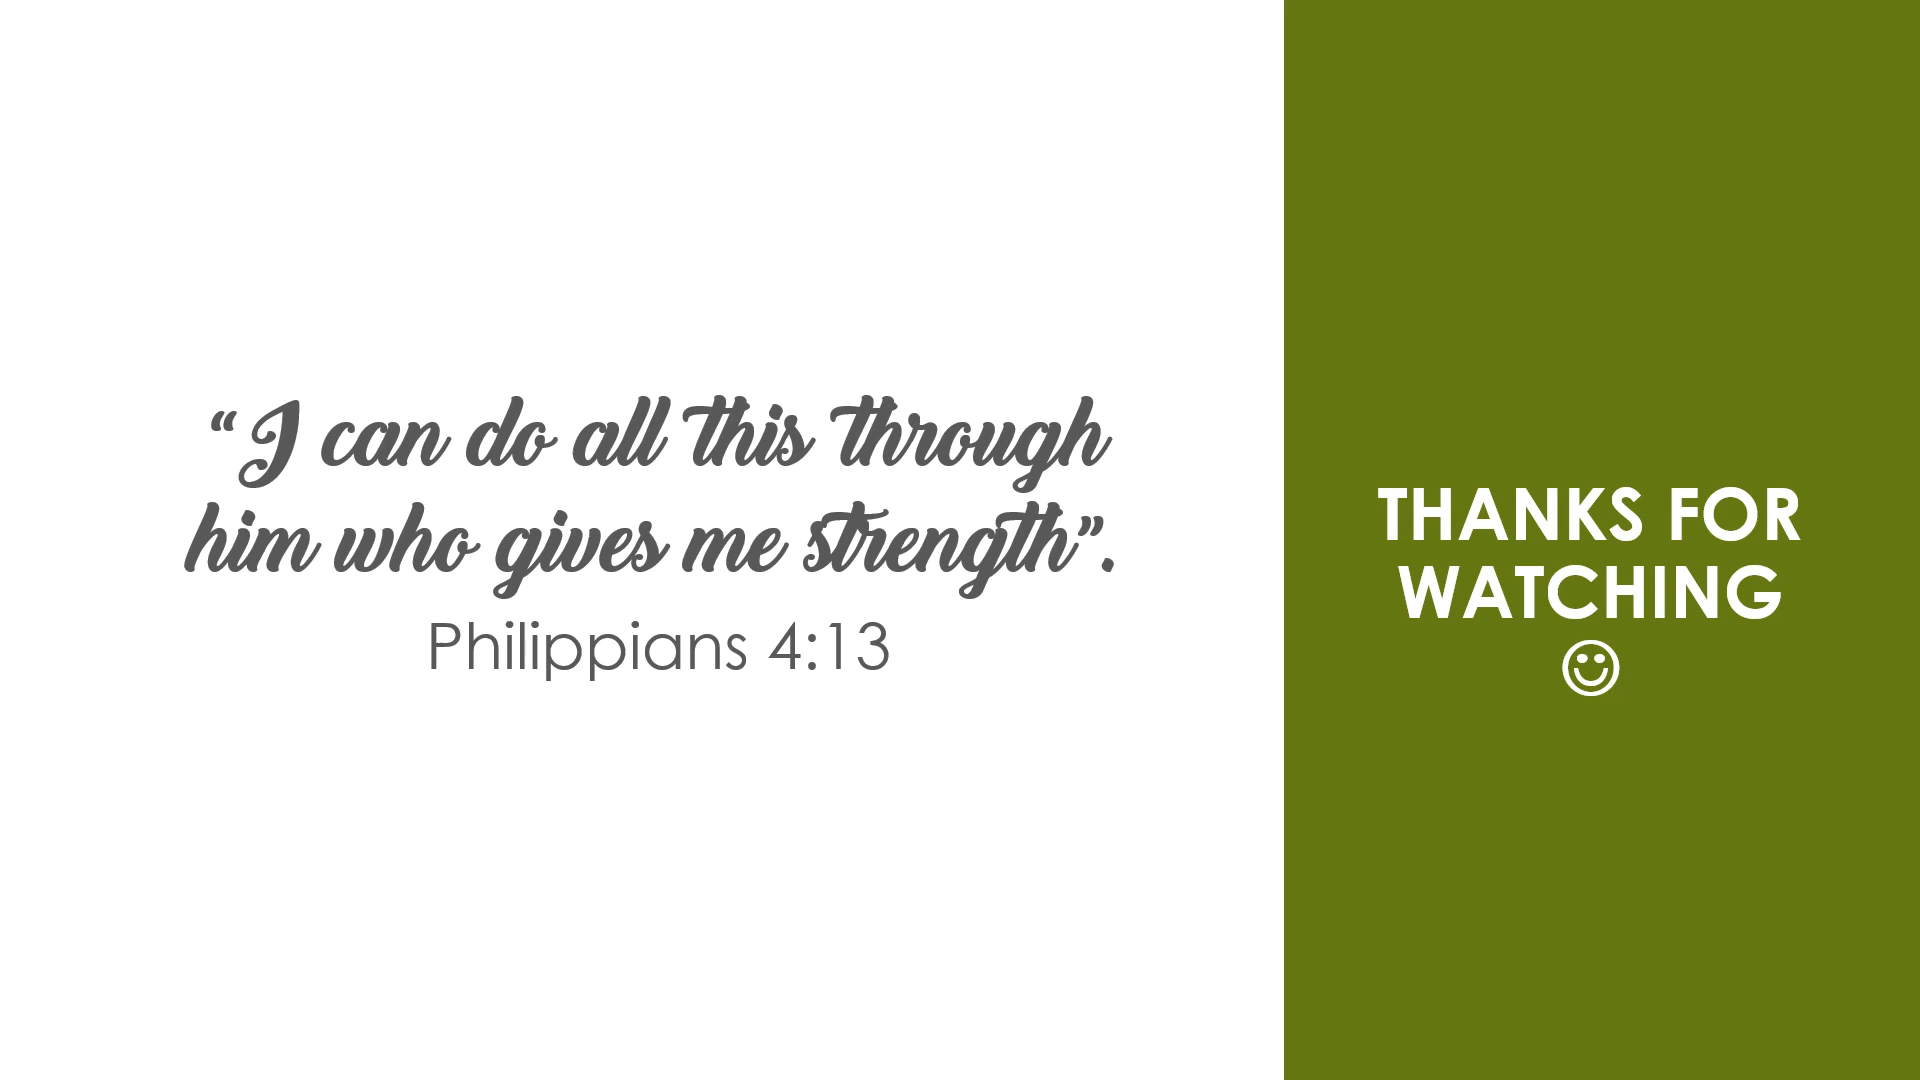 “I can do all this through
him who gives me strength”.
Philippians 4:13
THANKS FOR
WATCHING
☺